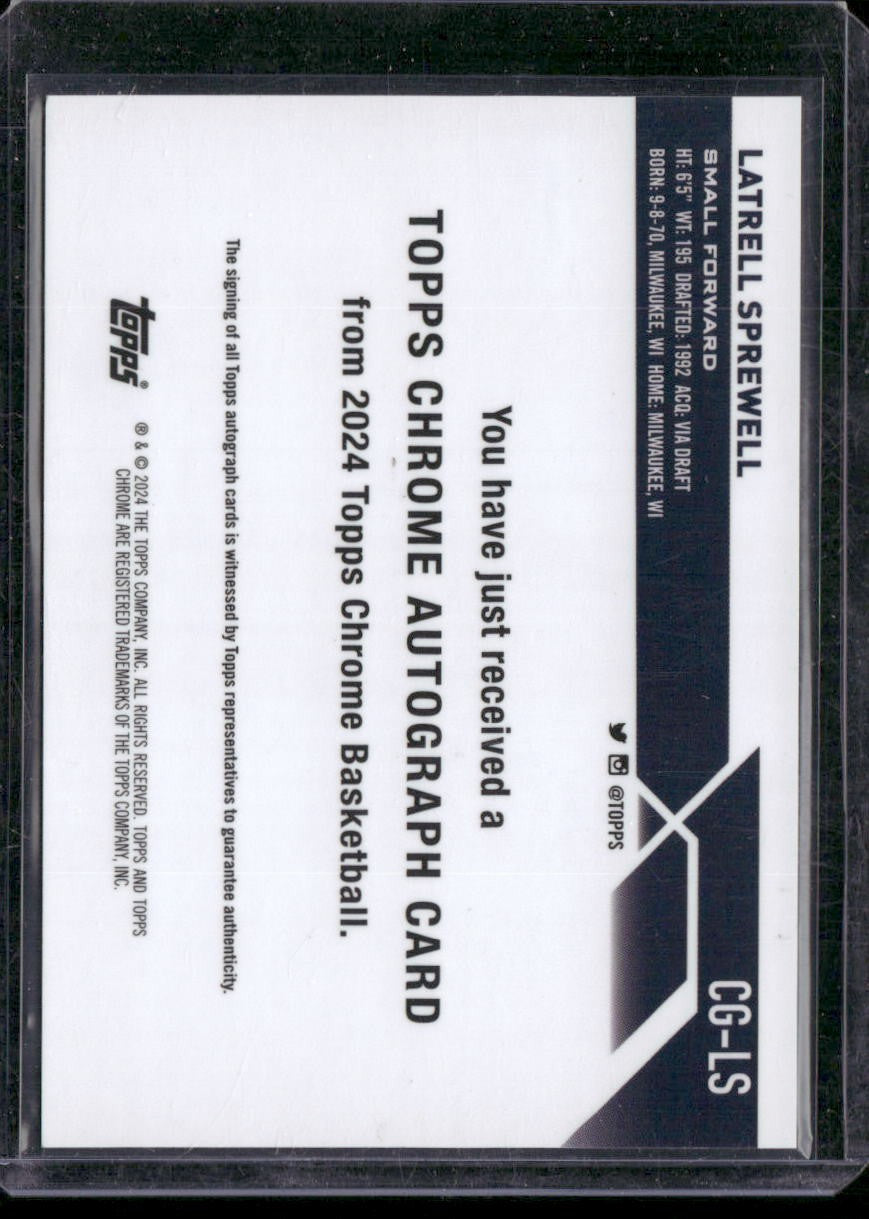 LATRELL SPREWELL
SMALL FORWARD
HT: 6'5" WT: 195 DRAFTED: 1992 ACQ: VIA DRAFT
BORN: 9-8-70, MILWAUKEE, WI HOME: MILWAUKEE, WI
CG-LS
@TOPPS
You have just received a
TOPPS CHROME AUTOGRAPH CARD
from 2024 Topps Chrome Basketball.
The signing of all Topps autograph cards is witnessed by Topps representatives to guarantee authenticity.
topps®
® & © 2024 THE TOPPS COMPANY, INC. ALL RIGHTS RESERVED. TOPPS AND TOPPS
CHROME ARE REGISTERED TRADEMARKS OF THE TOPPS COMPANY, INC.